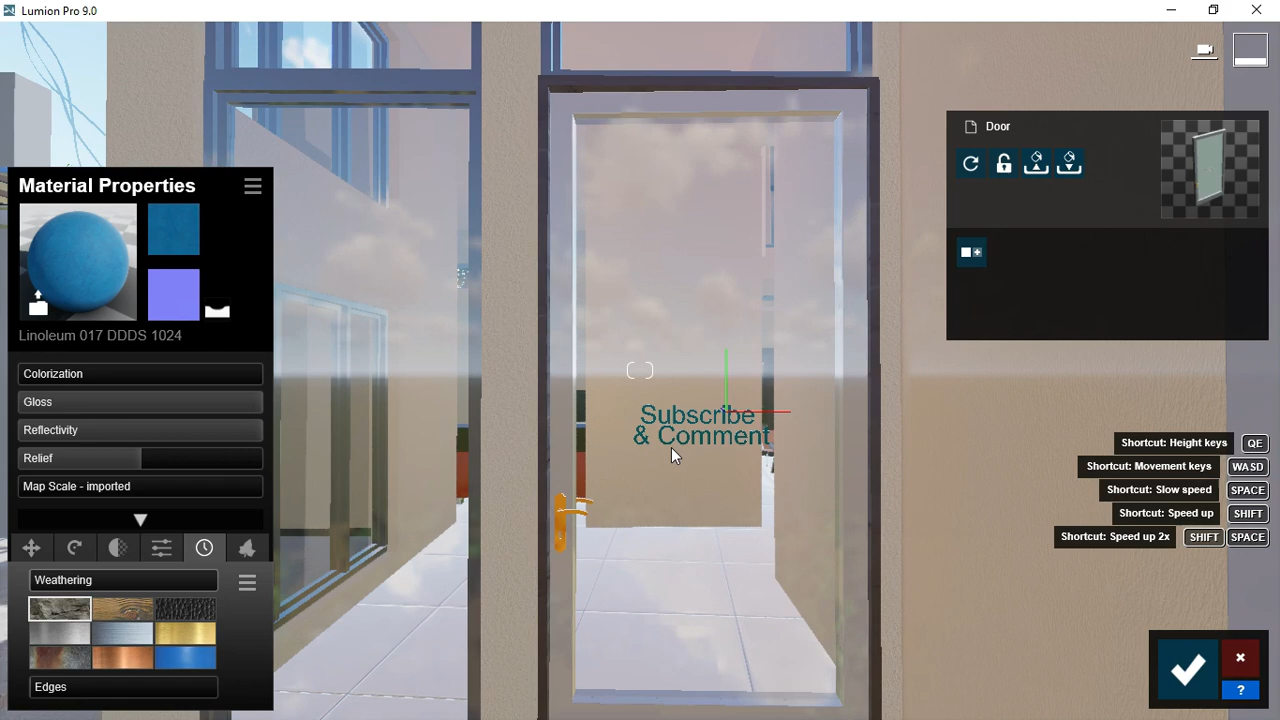 Lumion Pro 9.0
Door
Material Properties
Linoleum 017 DDDS 1024
Colorization
Gloss
Reflectivity
Relief
Map Scale - imported
Weathering
Edges
Subscribe
& Comment
Shortcut: Height keys QE
Shortcut: Movement keys WASD
Shortcut: Slow speed SPACE
Shortcut: Speed up SHIFT
Shortcut: Speed up 2x SHIFT SPACE
?